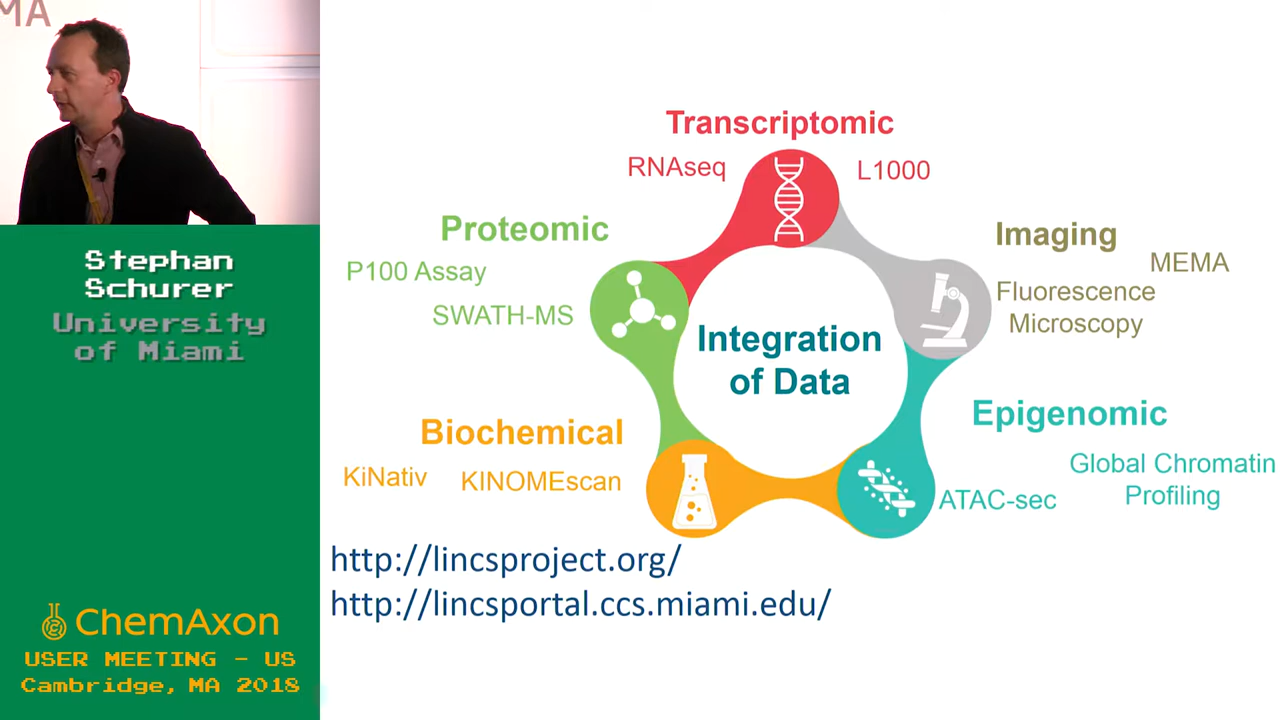 MA
Stephan
Schurer
University
of Miami
ChemAxon
USER MEETING - US
Cambridge, MA 2018
Transcriptomic
RNAseq
L1000
Proteomic
P100 Assay
SWATH-MS
Imaging
MEMA
Fluorescence
Microscopy
Integration
of Data
Biochemical
KiNativ
KINOMEscan
Epigenomic
Global Chromatin
Profiling
ATAC-sec
http://lincsproject.org/
http://lincsportal.ccs.miami.edu/